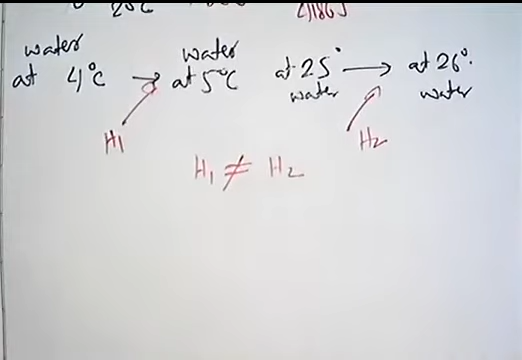 water at 4°c → water at 5°C
at 25° water → at 26° water
H1
H2
H1 ≠ H2